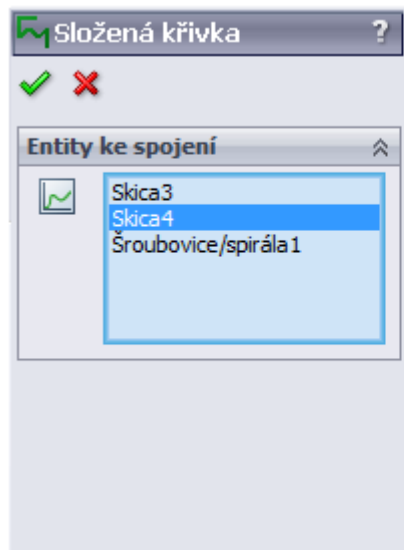 Složená křivka ?
Entity ke spojení
Skica3
Skica4
Šroubovice/spirála1